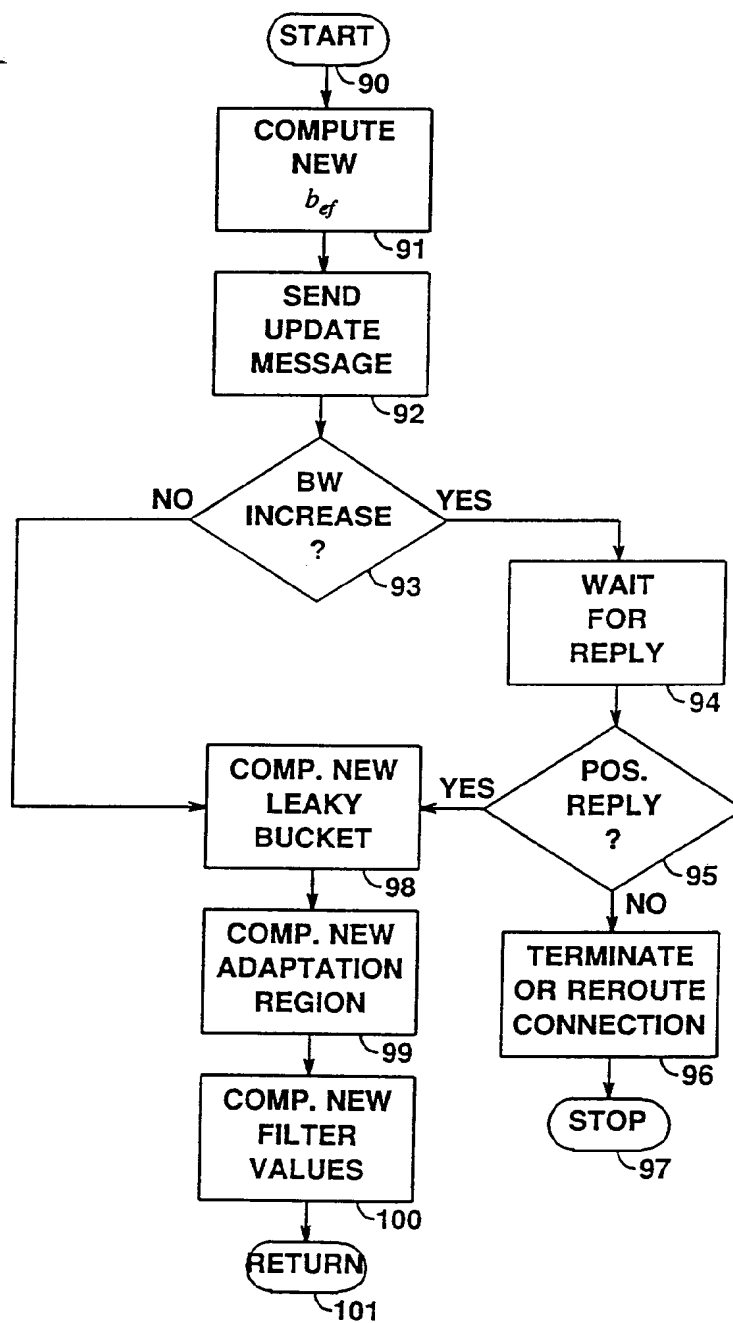 START
90
COMPUTE
NEW
b_ef
91
SEND
UPDATE
MESSAGE
92
BW
INCREASE
?
93
NO
YES
WAIT
FOR
REPLY
94
POS.
REPLY
?
95
YES
NO
TERMINATE
OR REROUTE
CONNECTION
96
STOP
97
COMP. NEW
LEAKY
BUCKET
98
COMP. NEW
ADAPTATION
REGION
99
COMP. NEW
FILTER
VALUES
100
RETURN
101